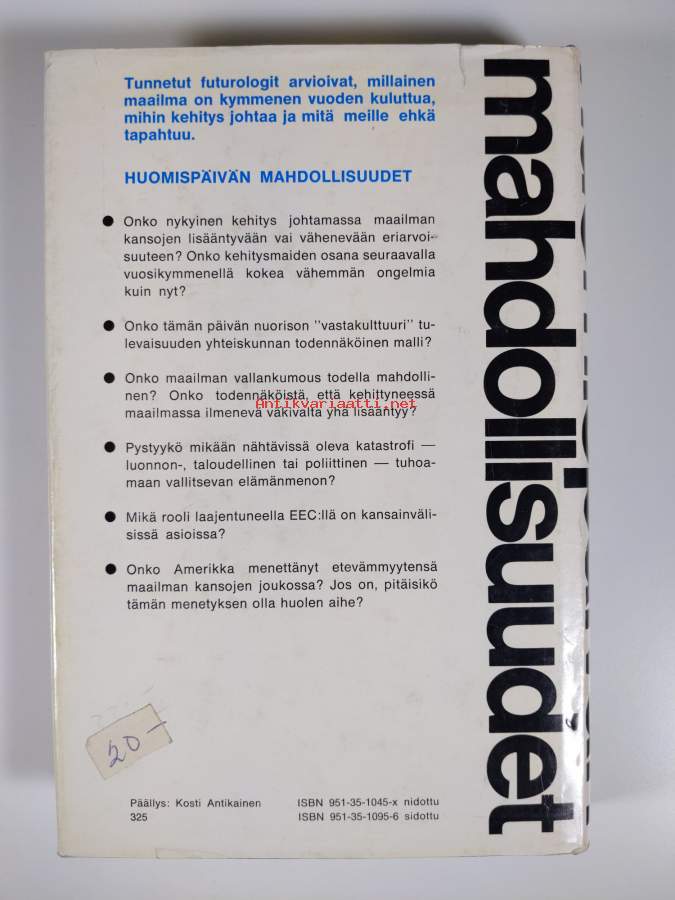 Tunnetut futurologit arvioivat, millainen
maailma on kymmenen vuoden kuluttua,
mihin kehitys johtaa ja mitä meille ehkä
tapahtuu.
HUOMISPÄIVÄN MAHDOLLISUUDET
● Onko nykyinen kehitys johtamassa maailman
kansojen lisääntyvään vai vähenevään eriarvoi-
suuteen? Onko kehitysmaiden osana seuraavalla
vuosikymmenellä kokea vähemmän ongelmia
kuin nyt?
● Onko tämän päivän nuorison "vastakulttuuri" tu-
levaisuuden yhteiskunnan todennäköinen malli?
● Onko maailman vallankumous todella mahdolli-
nen? Onko todennäköistä, että kehittyneessä
maailmassa ilmenevä väkivalta yhä lisääntyy?
Antikvariaatti.net
● Pystyykö mikään nähtävissä oleva katastrofi —
luonnon-, taloudellinen tai poliittinen — tuhoa-
maan vallitsevan elämänmenon?
● Mikä rooli laajentuneella EEC:llä on kansainväli-
sissä asioissa?
● Onko Amerikka menettänyt etevämmyytensä
maailman kansojen joukossa? Jos on, pitäisikö
tämän menetyksen olla huolen aihe?
20-
Päällys: Kosti Antikainen
325
ISBN 951-35-1045-x nidottu
ISBN 951-35-1095-6 sidottu
mahdollisuudet